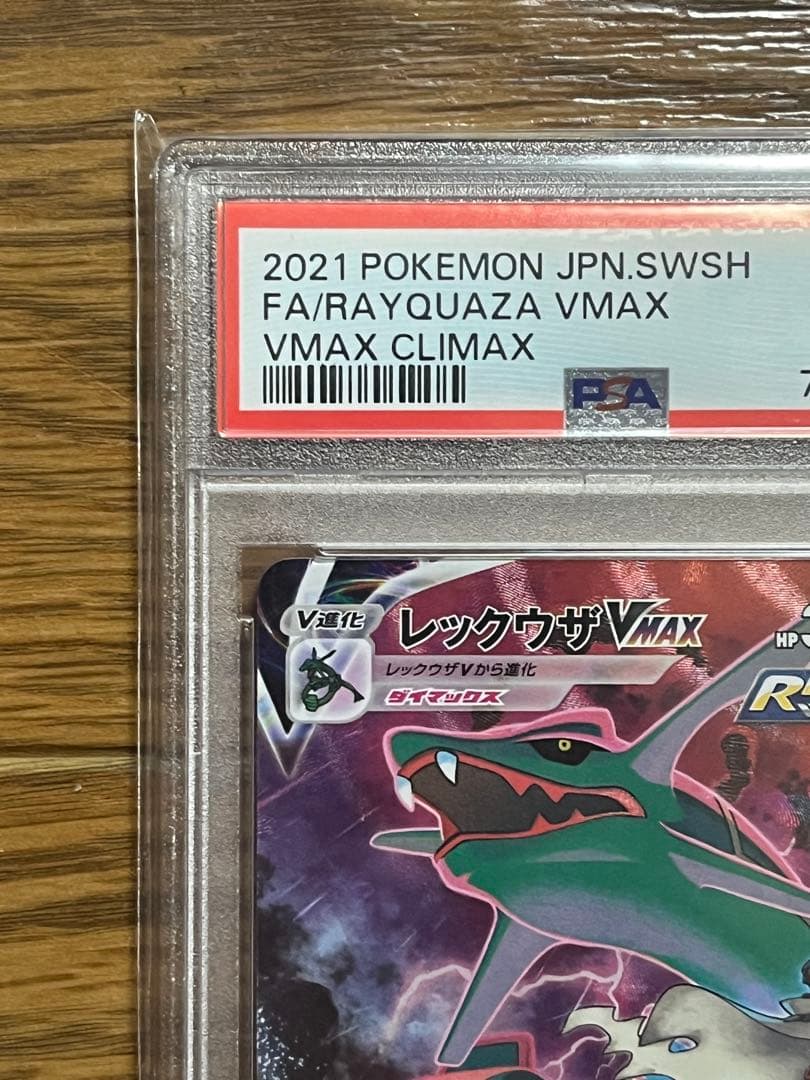 2021 POKEMON JPN.SWSH
FA/RAYQUAZA VMAX
VMAX CLIMAX
PSA
7
V進化
レックウザVMAX
HP
レックウザVから進化
ダイマックス